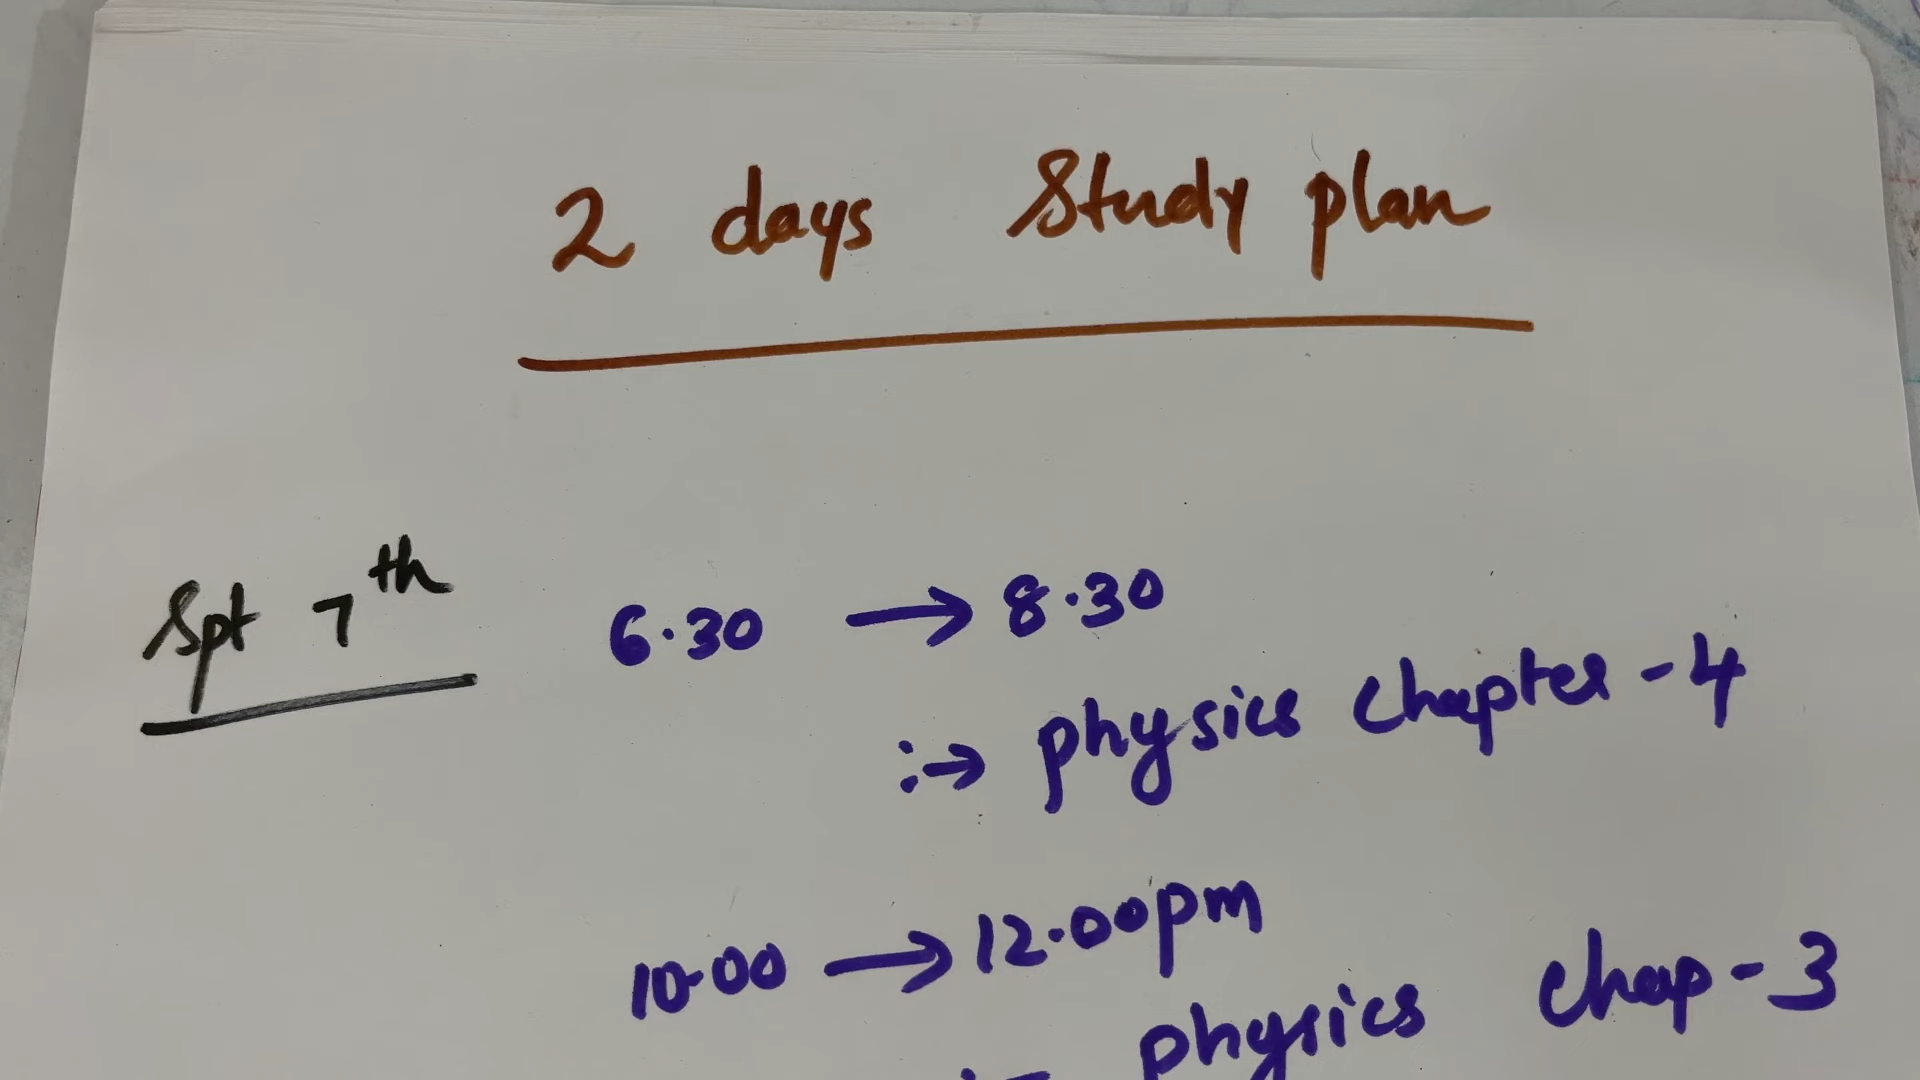 2 days Study plan
Spt 7th 6.30 → 8.30
:→ physics chapter - 4
10.00 → 12.00pm
:→ physics chap - 3